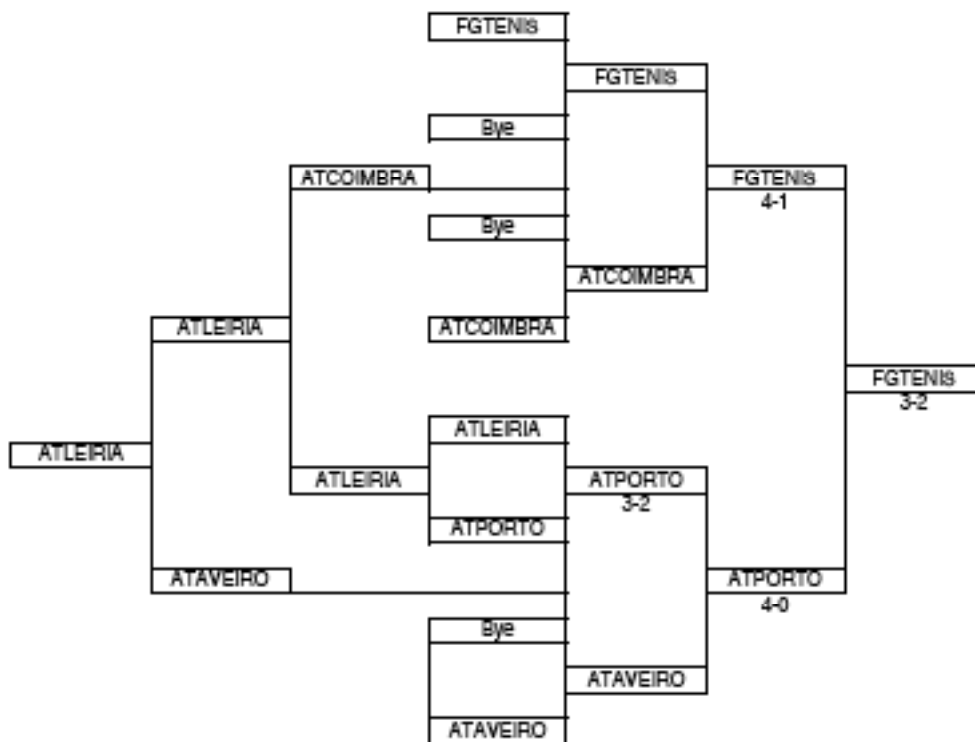 FGTENIS
FGTENIS
Bye
ATCOIMBRA
FGTENIS
4-1
Bye
ATCOIMBRA
ATLEIRIA
ATCOIMBRA
FGTENIS
3-2
ATLEIRIA
ATLEIRIA
ATLEIRIA
ATPORTO
3-2
ATPORTO
ATAVEIRO
ATPORTO
4-0
Bye
ATAVEIRO
ATAVEIRO